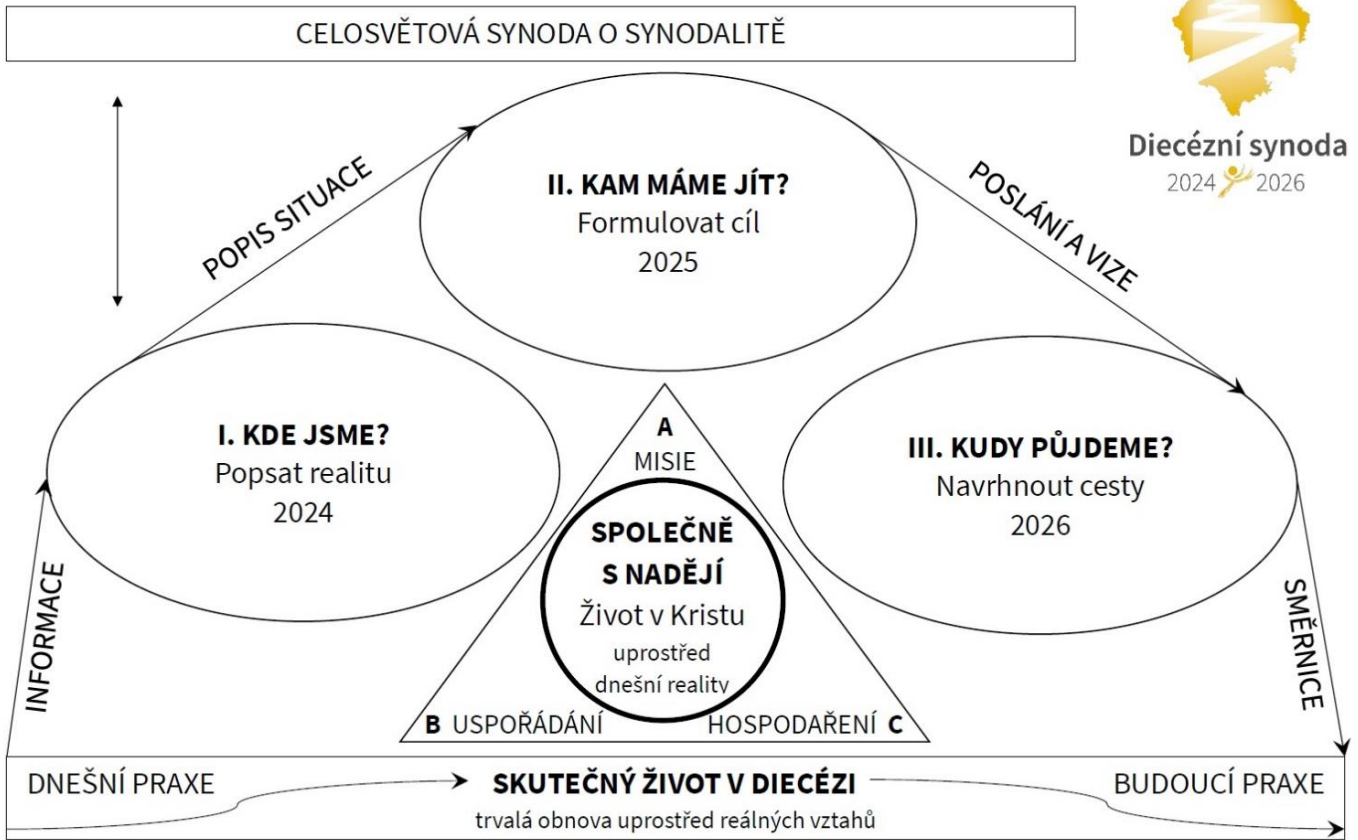 CELOSVĚTOVÁ SYNODA O SYNODALITĚ
Diecézní synoda
2024 2026
POPIS SITUACE
II. KAM MÁME JÍT?
Formulovat cíl
2025
POSLÁNÍ A VIZE
I. KDE JSME?
Popsat realitu
2024
A
MISIE
III. KUDY PŮJDEME?
Navrhnout cesty
2026
SPOLEČNĚ
S NADĚJÍ
Život v Kristu
uprostřed
dnešní reality
INFORMACE
SMĚRNICE
B USPOŘÁDÁNÍ
HOSPODAŘENÍ C
DNEŠNÍ PRAXE
SKUTEČNÝ ŽIVOT V DIECÉZI
BUDOUCÍ PRAXE
trvalá obnova uprostřed reálných vztahů